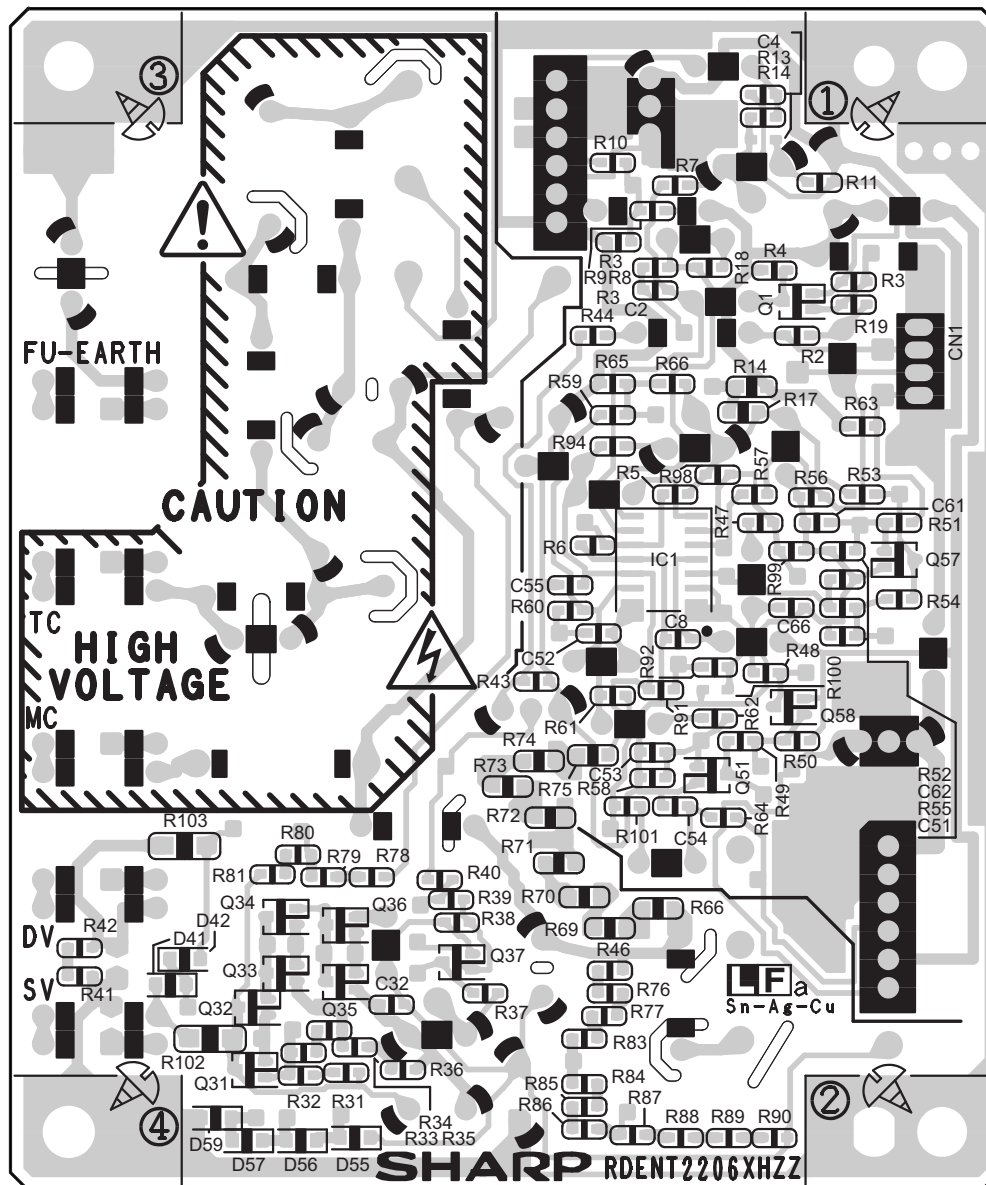 C4
R13
R14
3
1
R10
R7
R11
R3
R18
R4
R9
R8
R3
R3
C2
Q1
R19
R44
R2
CN1
FU-EARTH
R65
R66
R14
R59
R17
R63
R94
R57
R5
R98
R56
R53
CAUTION
C61
R47
R51
R6
IC1
R99
Q57
C55
R60
R54
TC
C8
C66
HIGH
C52
R92
R48
VOLTAGE
R43
R100
MC
R61
R91
R62
Q58
R74
R50
R73
C53
R75
R58
Q51
R49
R52
C62
R55
C51
R103
R72
R101
C54
R64
R80
R71
R81
R79
R78
R40
Q34
R39
R70
R66
Q36
R38
R42
D42
R69
DV
D41
Q37
R46
Q33
SV
R41
C32
R76
LFa
Q32
Q35
R37
R77
Sn-Ag-Cu
R102
R83
Q31
R36
R85
R84
R32
R31
R86
R87
2
4
R34
R88
R89
R90
D59
R33
R35
D57
D56
D55
SHARP
RDENT2206XHZZ